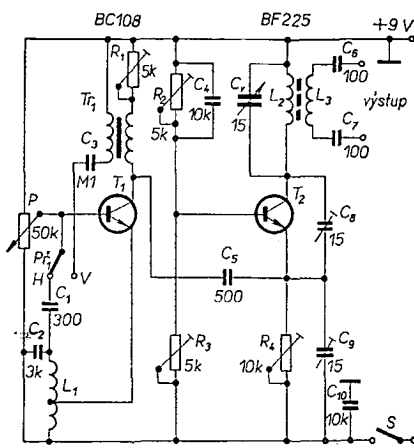 BC108
BF225
+9 V
R1
5k
Tr1
C3
M1
T1
P
50k
Př1
H
V
C1
300
C2
3k
L1
R2
5k
C4
10k
Cv
15
L2
L3
C6
100
výstup
C7
100
T2
C8
15
C5
500
R3
5k
R4
10k
C9
15
C10
10k
S